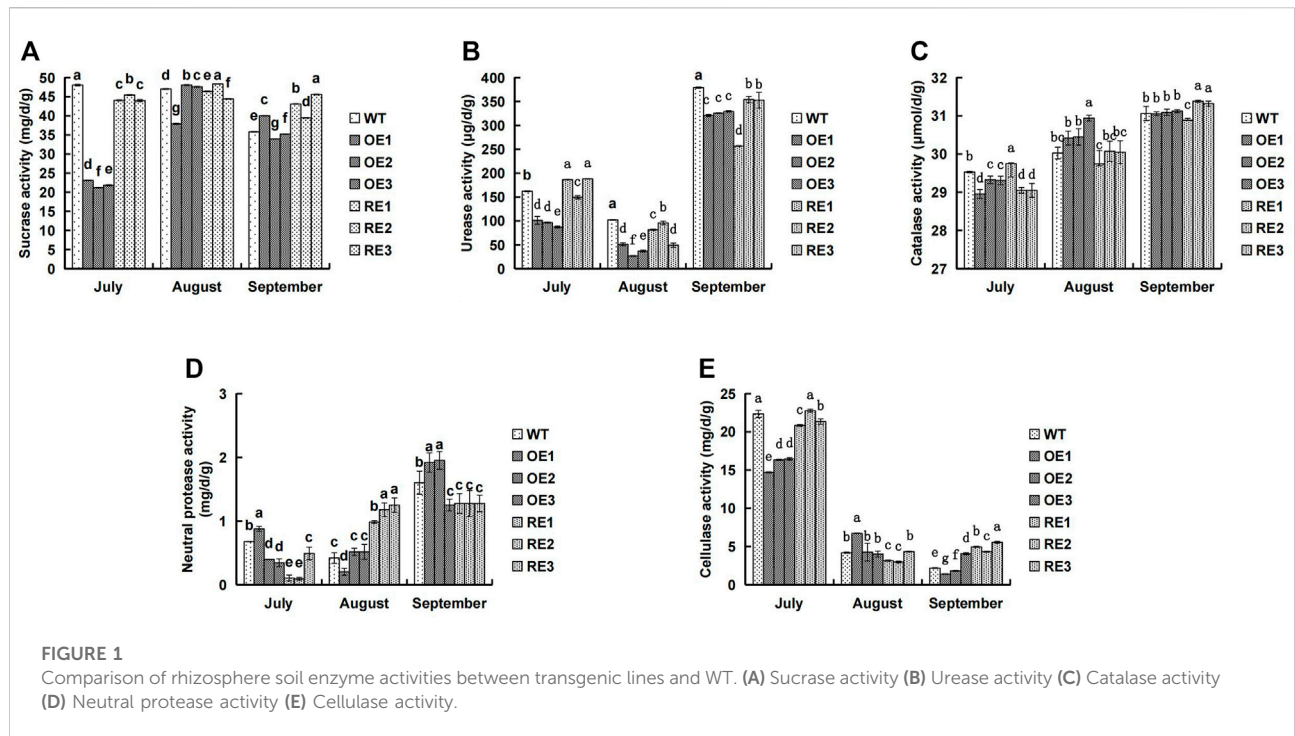 A
Sucrase activity (mg/d/g)
50
45
40
35
30
25
20
15
10
5
0
a d f e c b c
d g b c e a f
e c g f b d a
July August September
WT
OE1
OE2
OE3
RE1
RE2
RE3
B
Urease activity (μg/d/g)
400
350
300
250
200
150
100
50
0
b d d e a c a
a d f e c b d
a c c c d b b
July August September
WT
OE1
OE2
OE3
RE1
RE2
RE3
C
Catalase activity (μmol/d/g)
32
31
30
29
28
27
b d c c a d d
bc b b a c bc bc
b b b b c a a
July August September
WT
OE1
OE2
OE3
RE1
RE2
RE3
D
Neutral protease activity
(mg/d/g)
3
2
1
0
b a d d e e c
c d c c b a a
b a a c c c c
July August September
WT
OE1
OE2
OE3
RE1
RE2
RE3
E
Cellulase activity (mg/d/g)
25
20
15
10
5
0
a e d d c a b
b a b b c c b
e g f d b c a
July August September
WT
OE1
OE2
OE3
RE1
RE2
RE3
FIGURE 1
Comparison of rhizosphere soil enzyme activities between transgenic lines and WT. (A) Sucrase activity (B) Urease activity (C) Catalase activity
(D) Neutral protease activity (E) Cellulase activity.